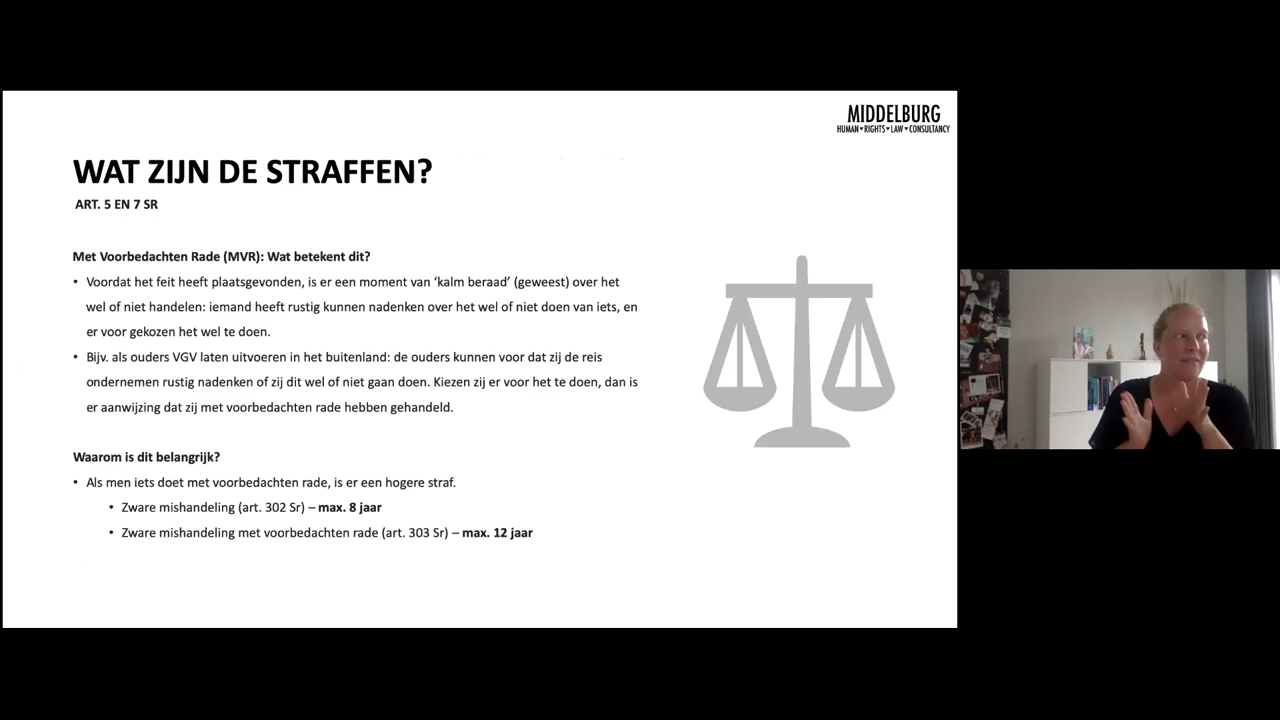 MIDDELBURG
HUMAN♥RIGHTS♥LAW♥CONSULTANCY
WAT ZIJN DE STRAFFEN?
ART. 5 EN 7 SR
Met Voorbedachten Rade (MVR): Wat betekent dit?
• Voordat het feit heeft plaatsgevonden, is er een moment van ‘kalm beraad’ (geweest) over het
wel of niet handelen: iemand heeft rustig kunnen nadenken over het wel of niet doen van iets, en
er voor gekozen het wel te doen.
• Bijv. als ouders VGV laten uitvoeren in het buitenland: de ouders kunnen voor dat zij de reis
ondernemen rustig nadenken of zij dit wel of niet gaan doen. Kiezen zij er voor het te doen, dan is
er aanwijzing dat zij met voorbedachten rade hebben gehandeld.
Waarom is dit belangrijk?
• Als men iets doet met voorbedachten rade, is er een hogere straf.
• Zware mishandeling (art. 302 Sr) – max. 8 jaar
• Zware mishandeling met voorbedachten rade (art. 303 Sr) – max. 12 jaar